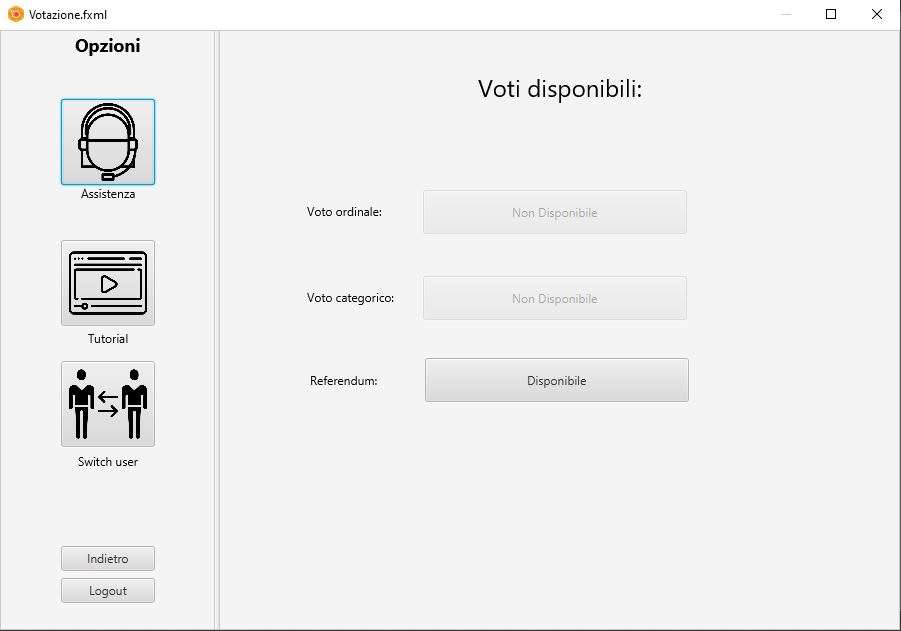 Votazione.fxml
Opzioni
Assistenza
Tutorial
Switch user
Indietro
Logout
Voti disponibili:
Voto ordinale:
Non Disponibile
Voto categorico:
Non Disponibile
Referendum:
Disponibile